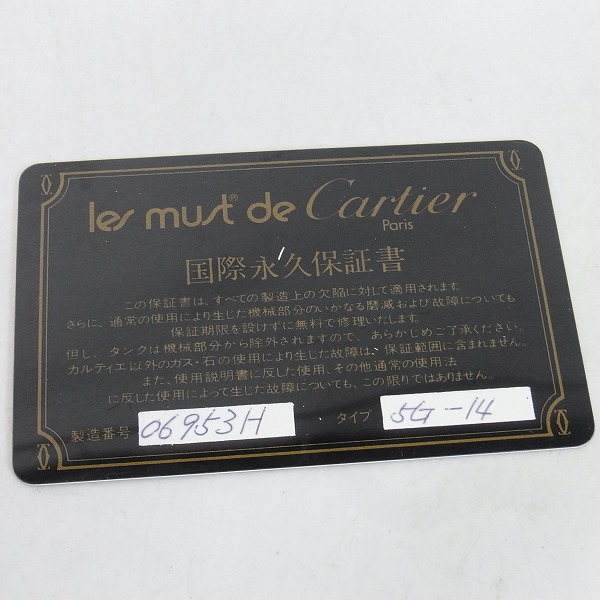 les must® de Cartier
Paris
国際永久保証書
この保証書は、すべての製造上の欠陥に対して適用されます。
さらに、通常の使用により生じた機械部分のいかなる磨減および故障についても
保証期限を設けずに無料で修理いたします。
但し、タンクは機械部分から除外されますので、あらかじめご了承ください。
カルティエ以外のガス・石の使用により生じた故障は、保証範囲に含まれません。
また、使用説明書に反した使用、その他通常の使用法
に反した使用によって生じた故障についても、この限りではありません。
製造番号 06953H タイプ 5G-14